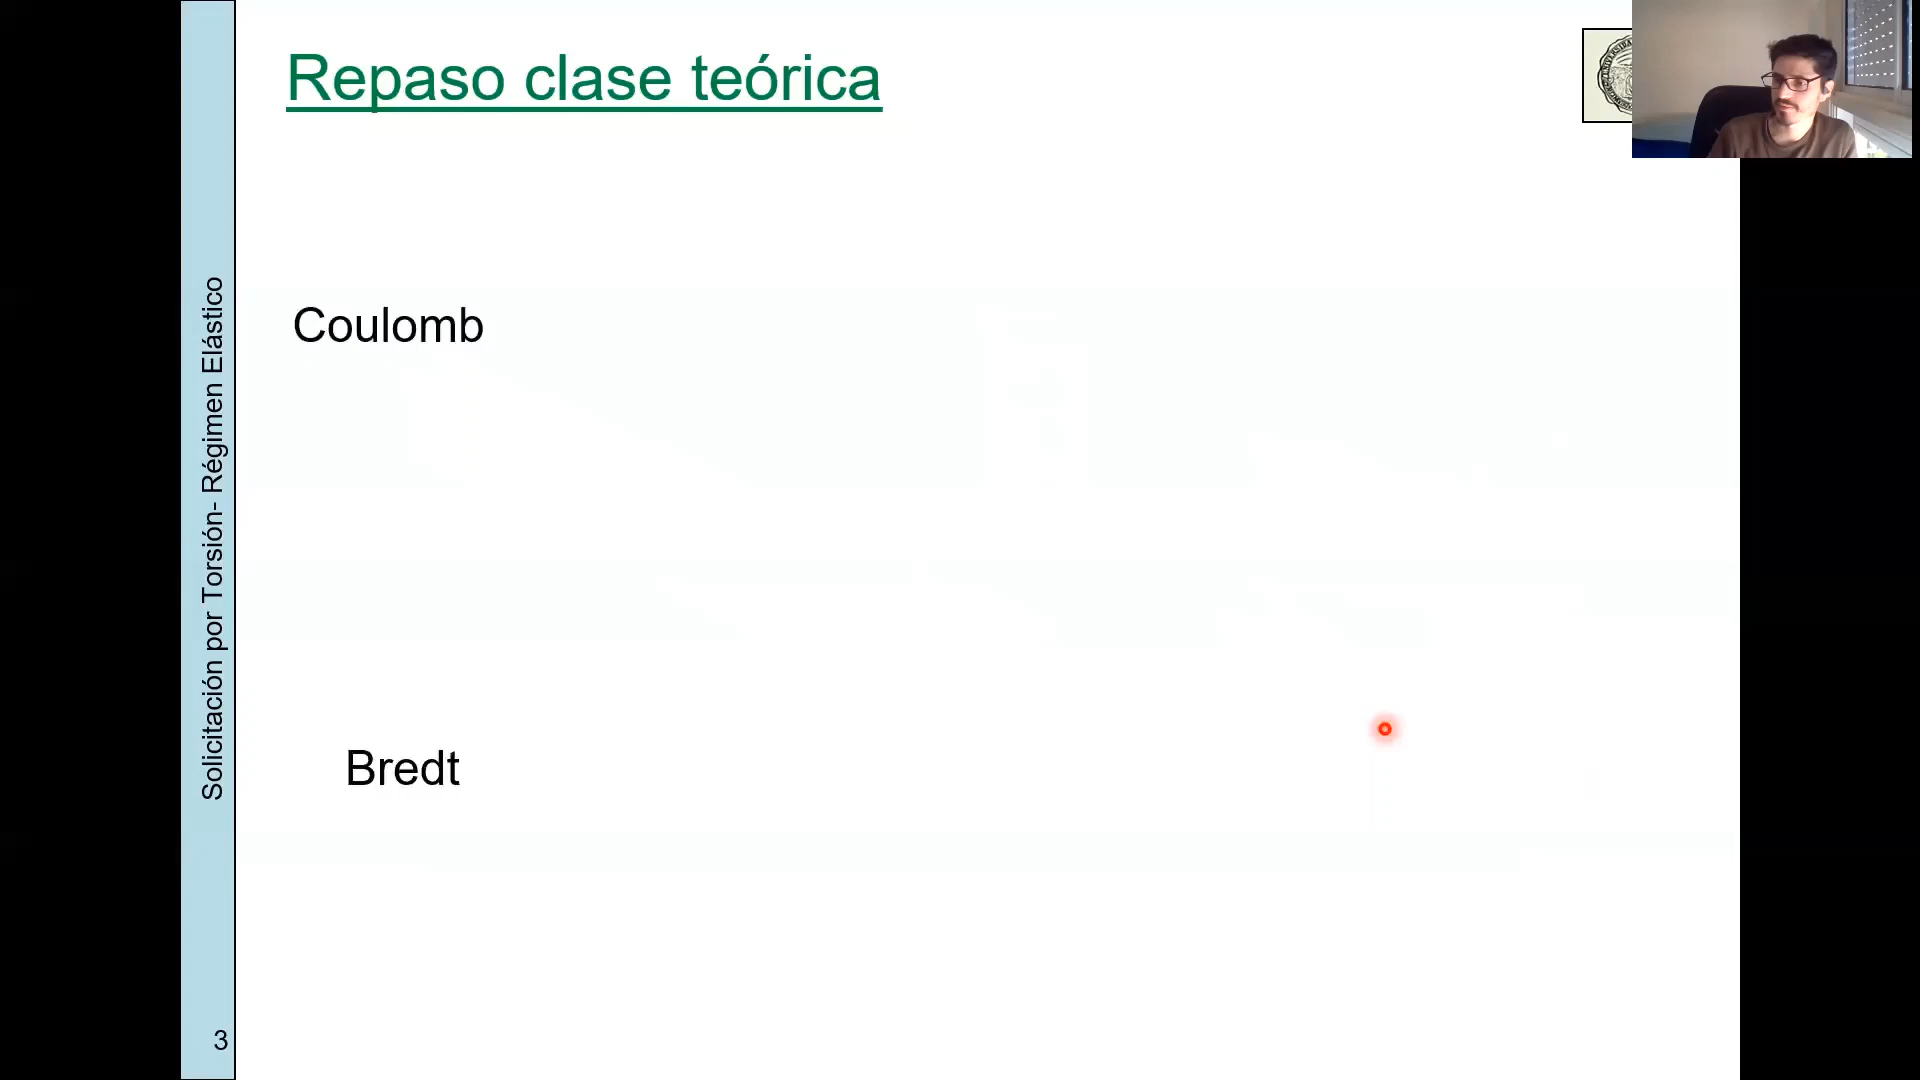 Repaso clase teórica
Coulomb
Bredt
Solicitación por Torsión- Régimen Elástico
3